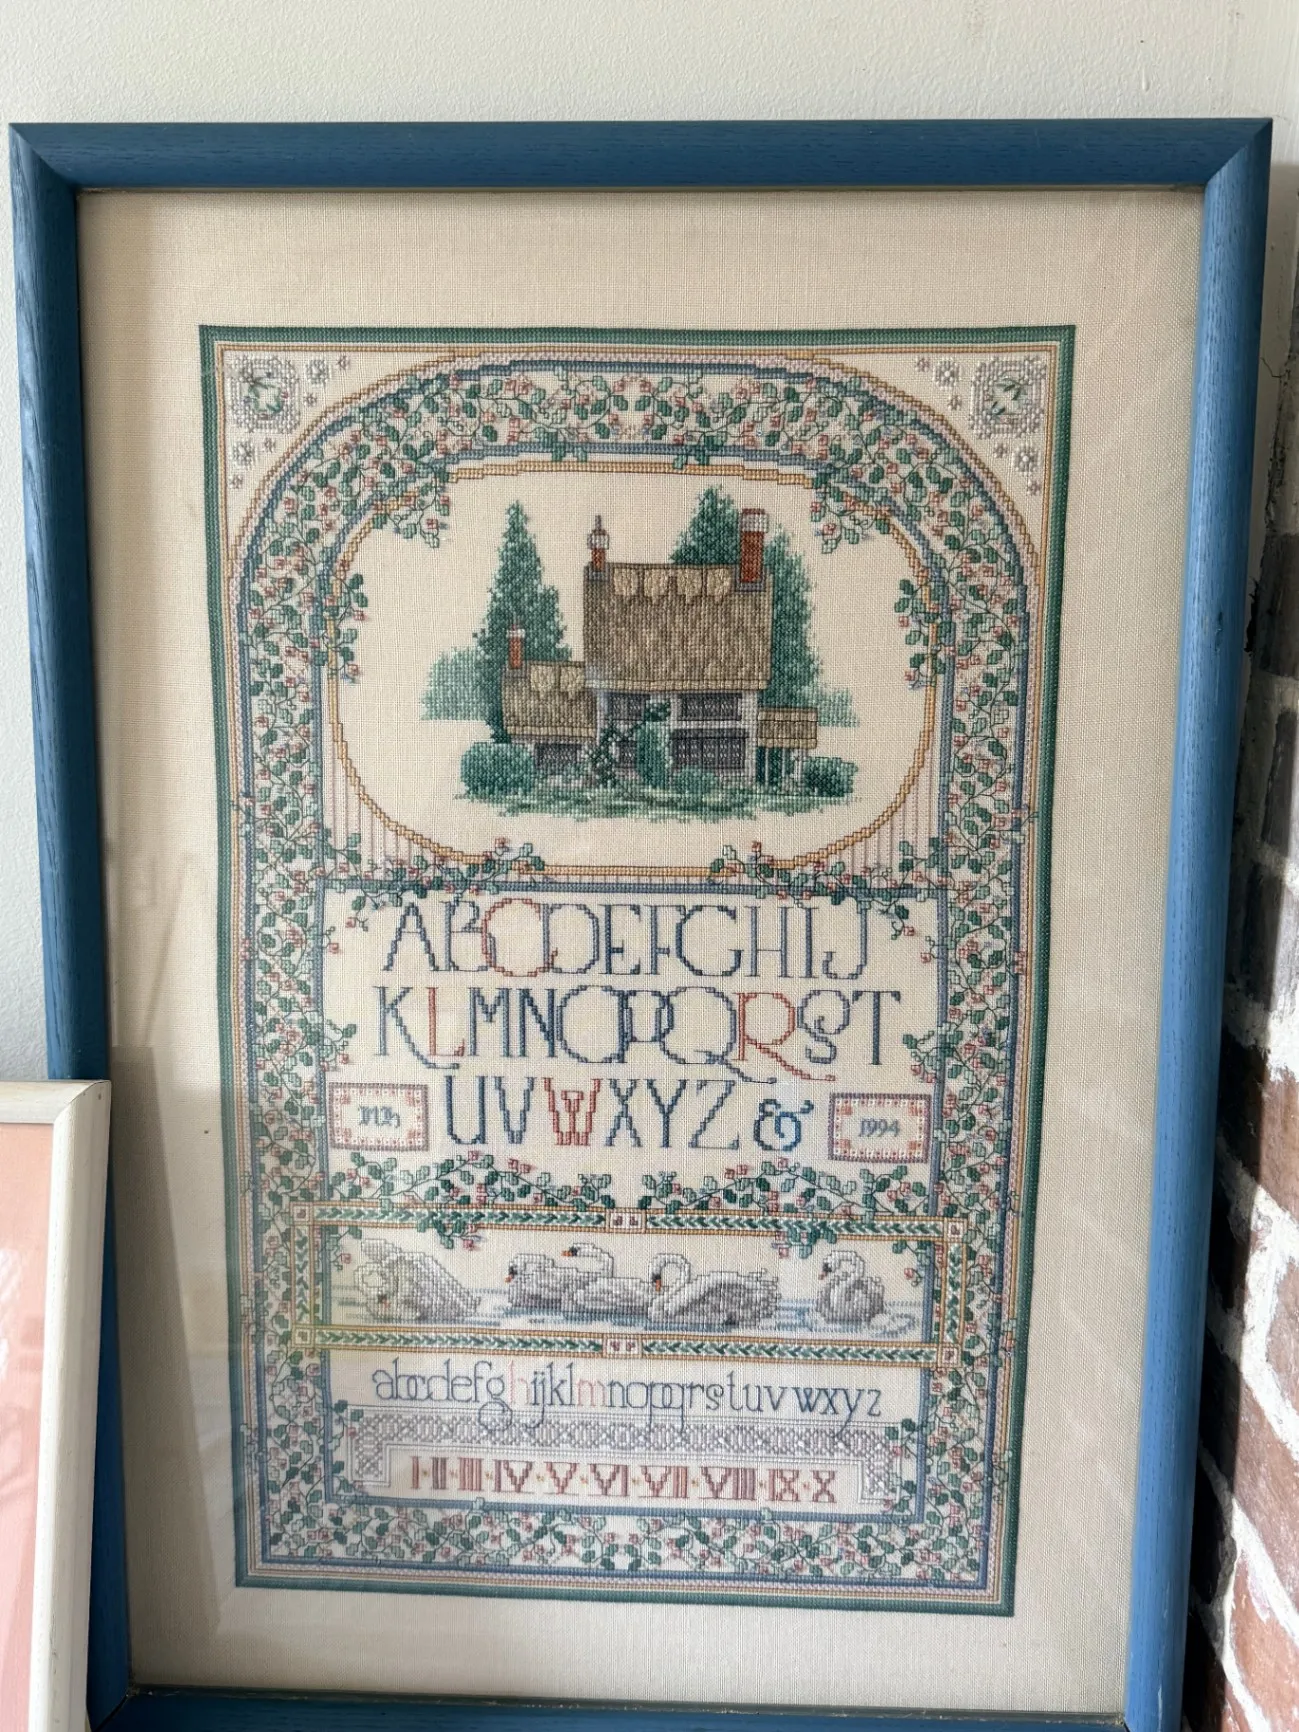 ABCDEFGHIJ
KLMNOPQRST
UVWXYZ &
1994
abcdefghijklmnopqrstuvwxyz
I·II·III·IV·V·VI·VII·VIII·IX·X